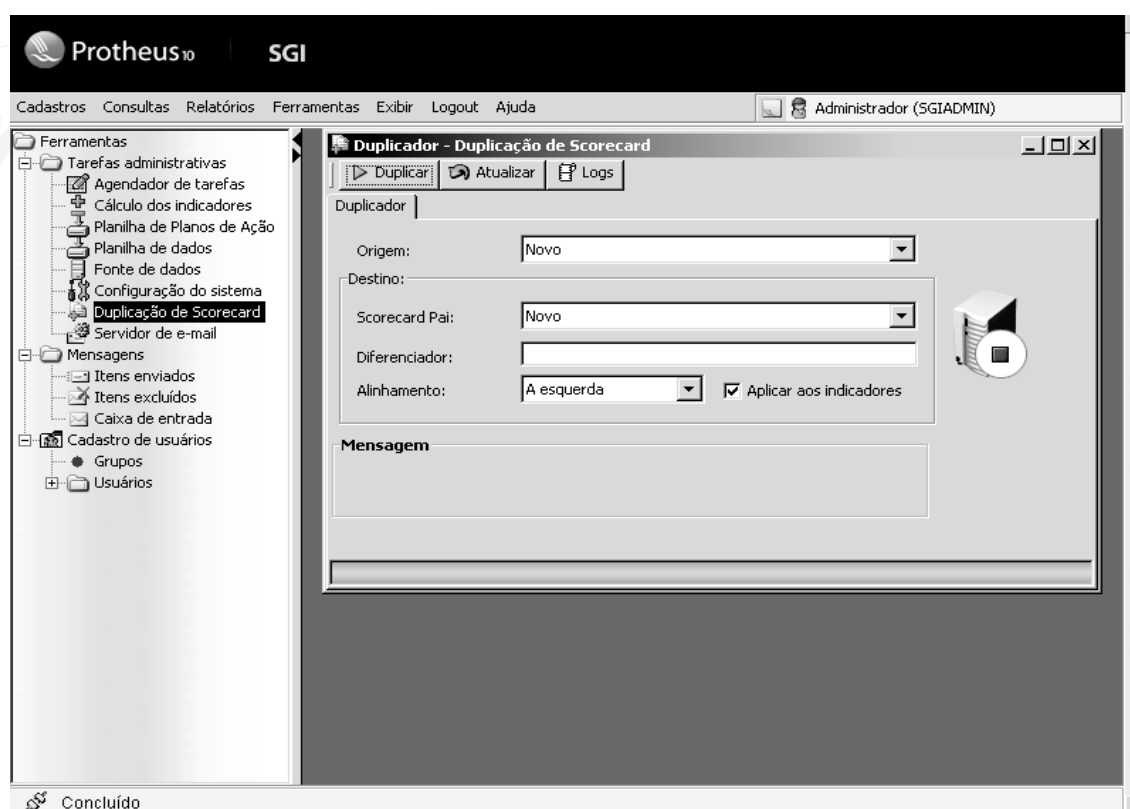 Protheus10 SGI
Cadastros Consultas Relatórios Ferramentas Exibir Logout Ajuda Administrador (SGIADMIN)
Ferramentas
Tarefas administrativas
Agendador de tarefas
Cálculo dos indicadores
Planilha de Planos de Ação
Planilha de dados
Fonte de dados
Configuração do sistema
Duplicação de Scorecard
Servidor de e-mail
Mensagens
Itens enviados
Itens excluídos
Caixa de entrada
Cadastro de usuários
Grupos
Usuários
Duplicador - Duplicação de Scorecard
Duplicar Atualizar Logs
Duplicador
Origem: Novo
Destino:
Scorecard Pai: Novo
Diferenciador:
Alinhamento: A esquerda Aplicar aos indicadores
Mensagem
Concluído